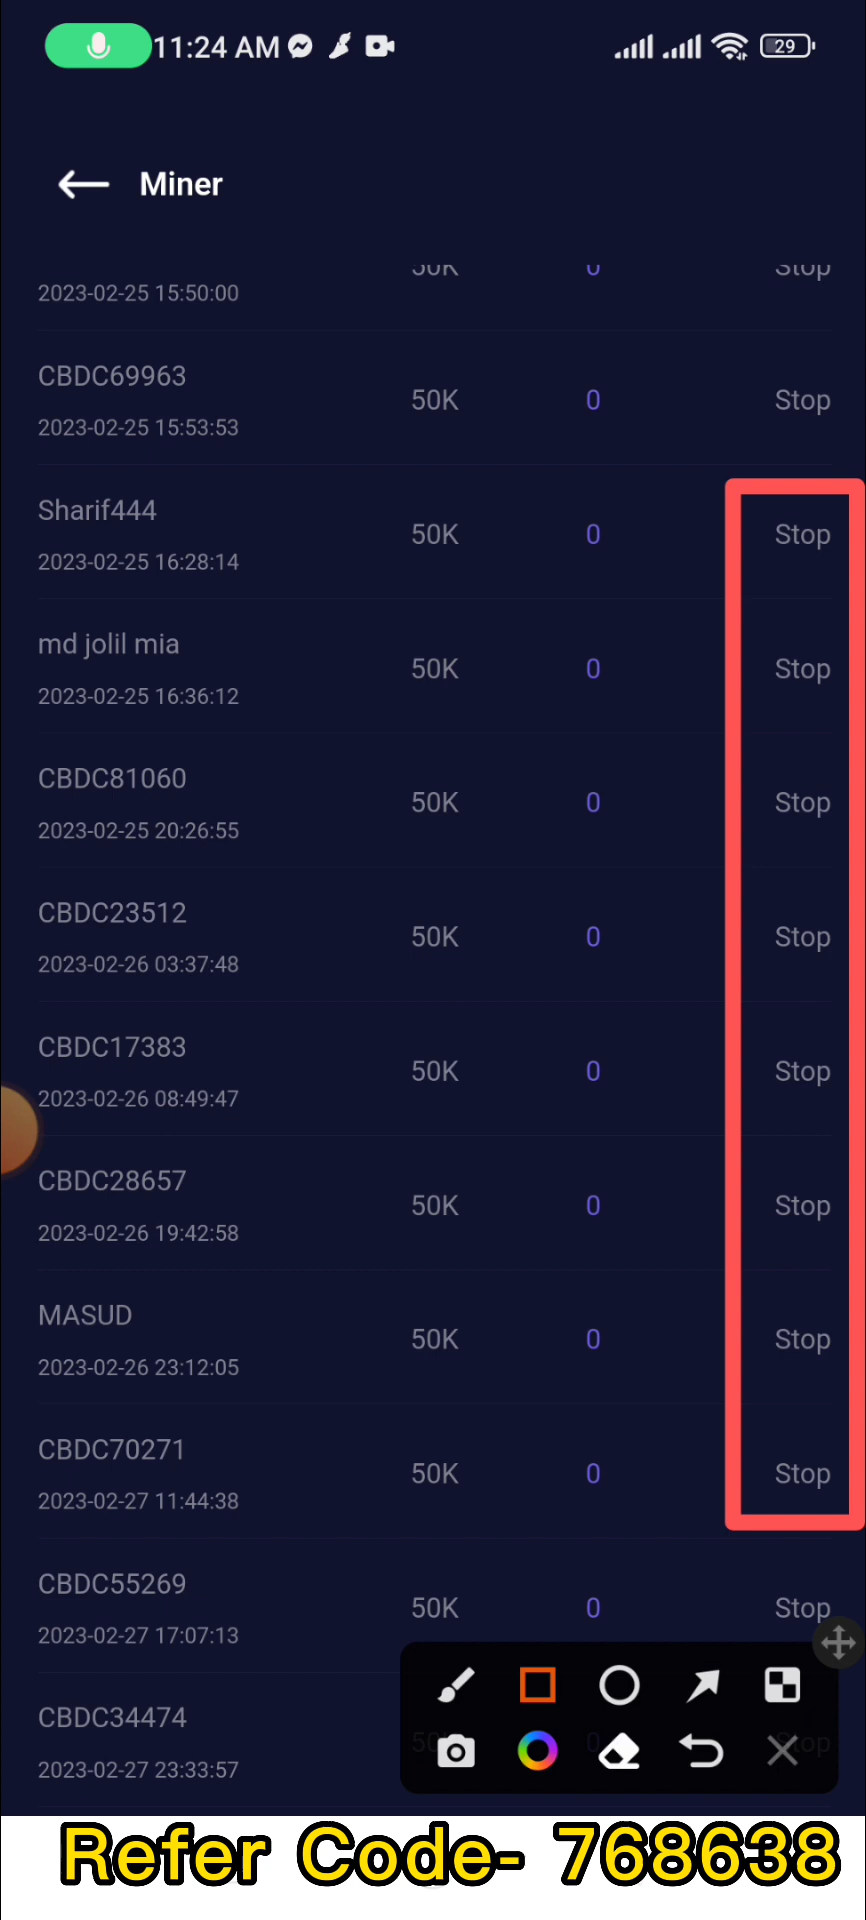 11:24 AM 29
Miner
50K 0 Stop
2023-02-25 15:50:00
CBDC69963
50K 0 Stop
2023-02-25 15:53:53
Sharif444
50K 0 Stop
2023-02-25 16:28:14
md jolil mia
50K 0 Stop
2023-02-25 16:36:12
CBDC81060
50K 0 Stop
2023-02-25 20:26:55
CBDC23512
50K 0 Stop
2023-02-26 03:37:48
CBDC17383
50K 0 Stop
2023-02-26 08:49:47
CBDC28657
50K 0 Stop
2023-02-26 19:42:58
MASUD
50K 0 Stop
2023-02-26 23:12:05
CBDC70271
50K 0 Stop
2023-02-27 11:44:38
CBDC55269
50K 0 Stop
2023-02-27 17:07:13
CBDC34474
2023-02-27 23:33:57
Refer Code- 768638